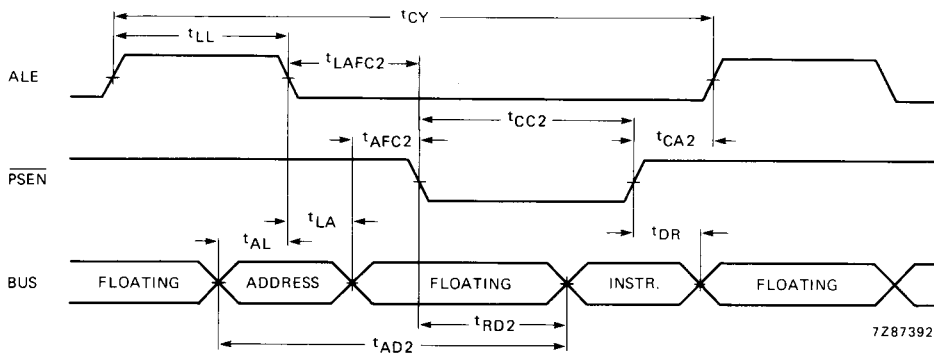 tCY
tLL
ALE
tLAFC2
tCC2
tAFC2
tCA2
PSEN
tLA
tAL
tDR
BUS
FLOATING ADDRESS FLOATING INSTR. FLOATING
tRD2
tAD2
7Z87392